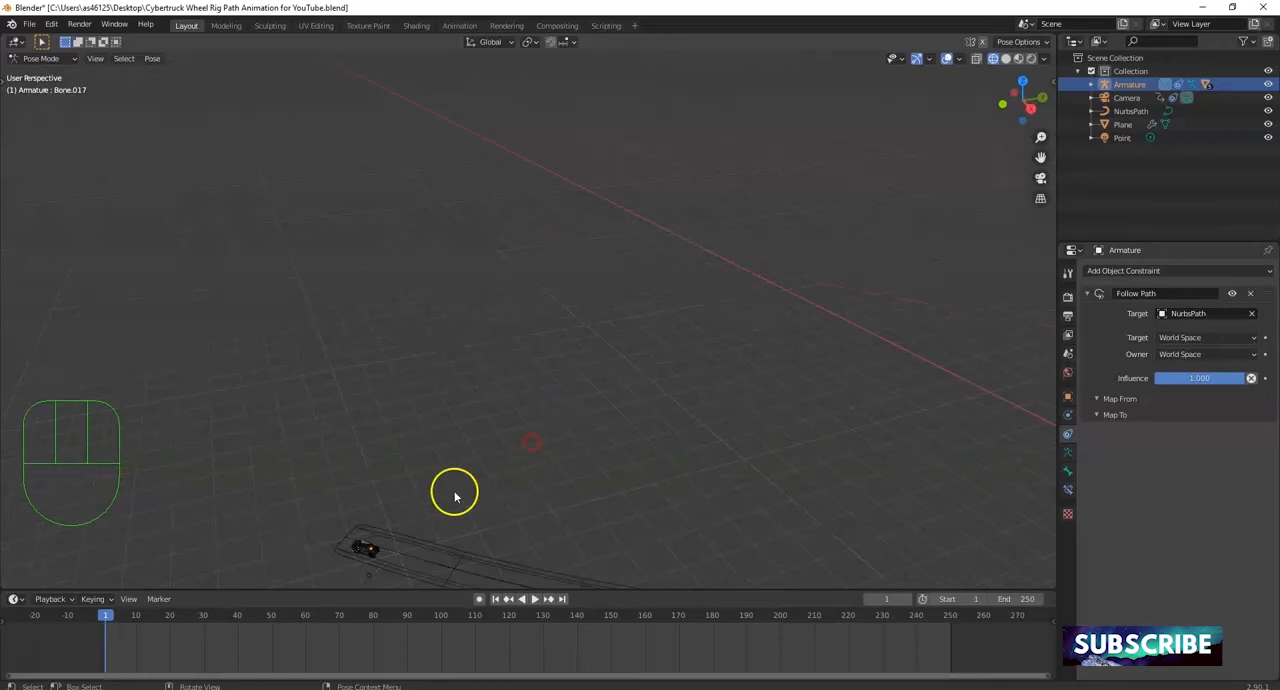 Blender* [C:\Users\as46125\Desktop\Cybertruck Wheel Rig Path Animation for YouTube.blend]
File Edit Render Window Help Layout Modeling Sculpting UV Editing Texture Paint Shading Animation Rendering Compositing Scripting + Scene View Layer
Global Pose Options
Pose Mode View Select Pose
User Perspective
(1) Armature : Bone.017
Scene Collection
Collection
Armature
Camera
NurbsPath
Plane
Point
Armature
Add Object Constraint
Follow Path
Target NurbsPath
Target World Space
Owner World Space
Influence 1.000
Map From
Map To
Playback Keying View Marker 1 Start 1 End 250
-20 -10 1 10 20 30 40 50 60 70 80 90 100 110 120 130 140 150 160 170 180 190 200 210 220 230 240 250 260 270
SUBSCRIBE
Select Box Select Rotate View Pose Context Menu 2.90.1